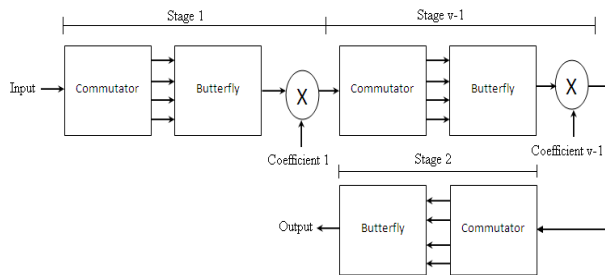 Stage 1
Stage v-1
Input
Commutator
Butterfly
X
Commutator
Butterfly
X
Coefficient 1
Coefficient v-1
Stage 2
Output
Butterfly
Commutator